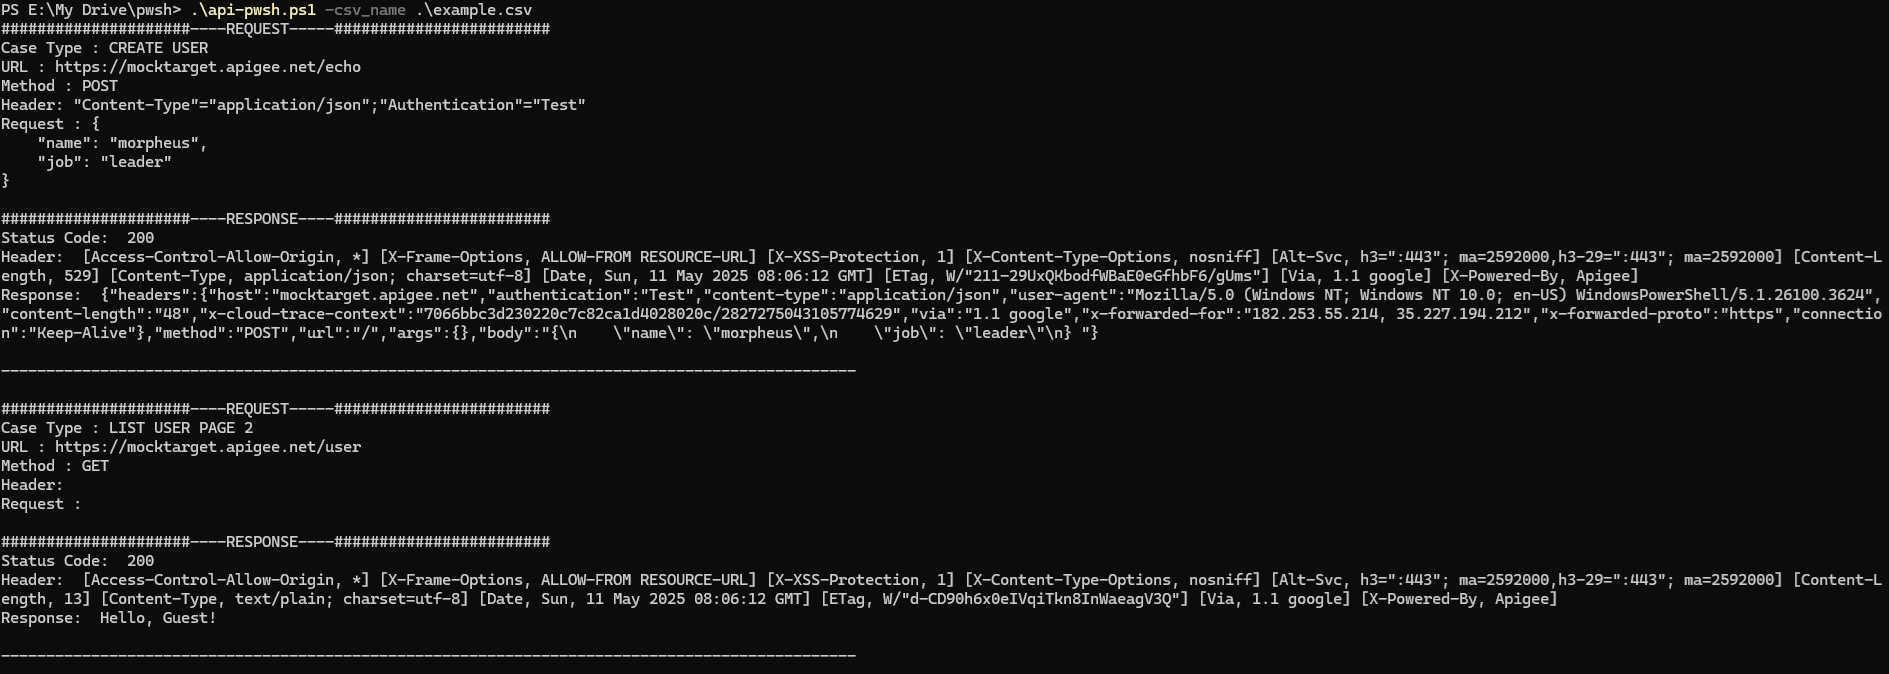 PS E:\My Drive\pwsh> .\api-pwsh.ps1 -csv_name .\example.csv
#####################----REQUEST-----########################
Case Type : CREATE USER
URL : https://mocktarget.apigee.net/echo
Method : POST
Header: "Content-Type"="application/json";"Authentication"="Test"
Request : {
    "name": "morpheus",
    "job": "leader"
}
#####################----RESPONSE----########################
Status Code:  200
Header:  [Access-Control-Allow-Origin, *] [X-Frame-Options, ALLOW-FROM RESOURCE-URL] [X-XSS-Protection, 1] [X-Content-Type-Options, nosniff] [Alt-Svc, h3=":443"; ma=2592000,h3-29=":443"; ma=2592000] [Content-L
ength, 529] [Content-Type, application/json; charset=utf-8] [Date, Sun, 11 May 2025 08:06:12 GMT] [ETag, W/"211-29UxQKbodfWBaE0eGfhbF6/gUms"] [Via, 1.1 google] [X-Powered-By, Apigee]
Response:  {"headers":{"host":"mocktarget.apigee.net","authentication":"Test","content-type":"application/json","user-agent":"Mozilla/5.0 (Windows NT; Windows NT 10.0; en-US) WindowsPowerShell/5.1.26100.3624",
"content-length":"48","x-cloud-trace-context":"7066bbc3d230220c7c82ca1d4028020c/2827275043105774629","via":"1.1 google","x-forwarded-for":"182.253.55.214, 35.227.194.212","x-forwarded-proto":"https","connectio
n":"Keep-Alive"},"method":"POST","url":"/","args":{},"body":"{\n    \"name\": \"morpheus\",\n    \"job\": \"leader\"\n} "}
-----------------------------------------------------------------------------------------------
#####################----REQUEST-----########################
Case Type : LIST USER PAGE 2
URL : https://mocktarget.apigee.net/user
Method : GET
Header:
Request :
#####################----RESPONSE----########################
Status Code:  200
Header:  [Access-Control-Allow-Origin, *] [X-Frame-Options, ALLOW-FROM RESOURCE-URL] [X-XSS-Protection, 1] [X-Content-Type-Options, nosniff] [Alt-Svc, h3=":443"; ma=2592000,h3-29=":443"; ma=2592000] [Content-L
ength, 13] [Content-Type, text/plain; charset=utf-8] [Date, Sun, 11 May 2025 08:06:12 GMT] [ETag, W/"d-CD90h6x0eIVqiTkn8InWaeagV3Q"] [Via, 1.1 google] [X-Powered-By, Apigee]
Response:  Hello, Guest!
-----------------------------------------------------------------------------------------------